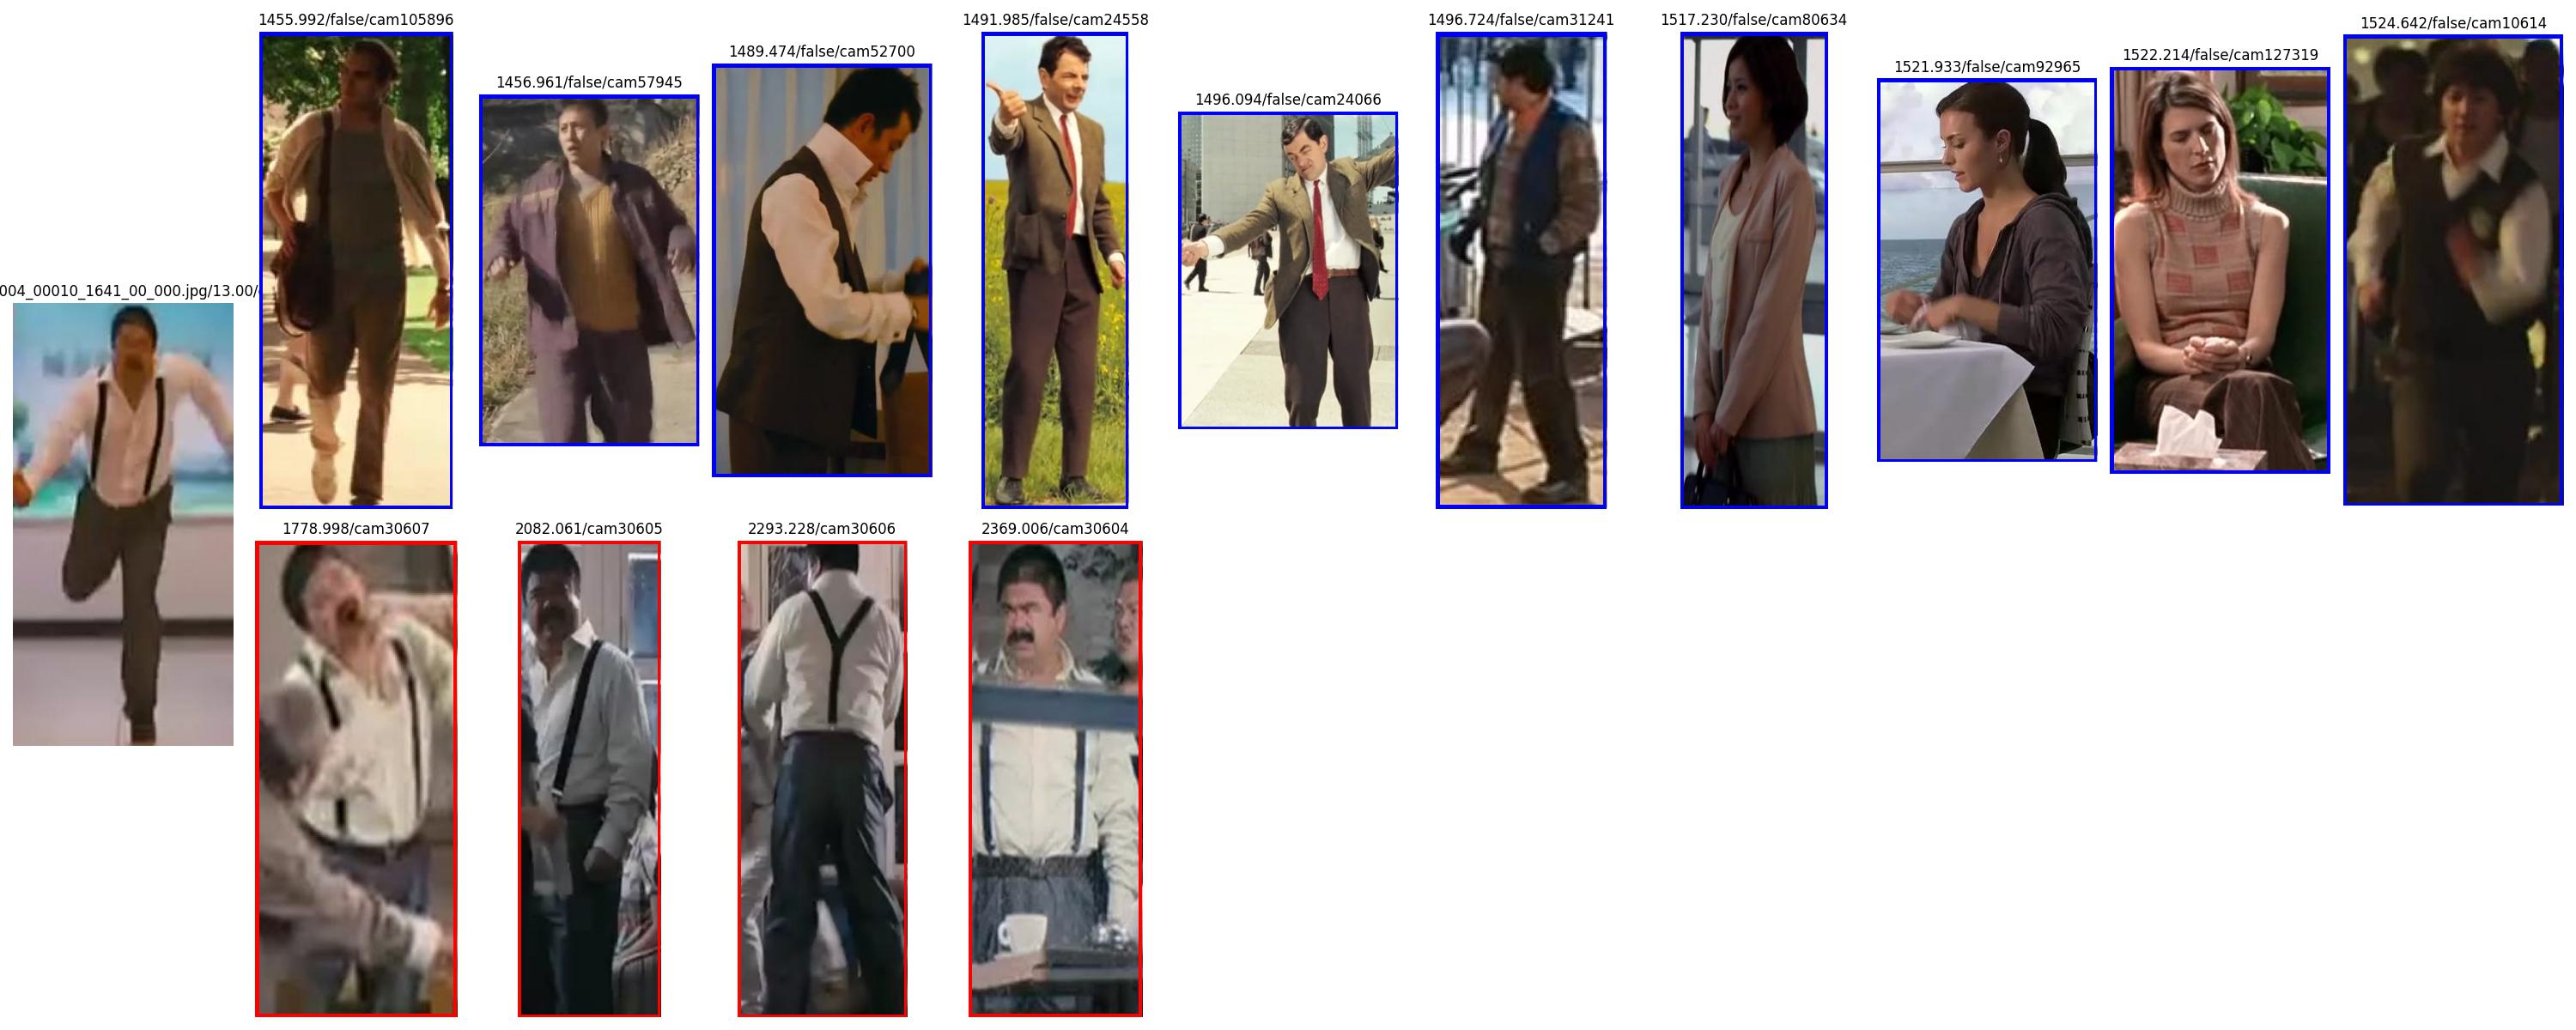 1455.992/false/cam105896
1456.961/false/cam57945
1489.474/false/cam52700
1491.985/false/cam24558
1496.094/false/cam24066
1496.724/false/cam31241
1517.230/false/cam80634
1521.933/false/cam92965
1522.214/false/cam127319
1524.642/false/cam10614
004_00010_1641_00_000.jpg/13.00/
1778.998/cam30607
2082.061/cam30605
2293.228/cam30606
2369.006/cam30604